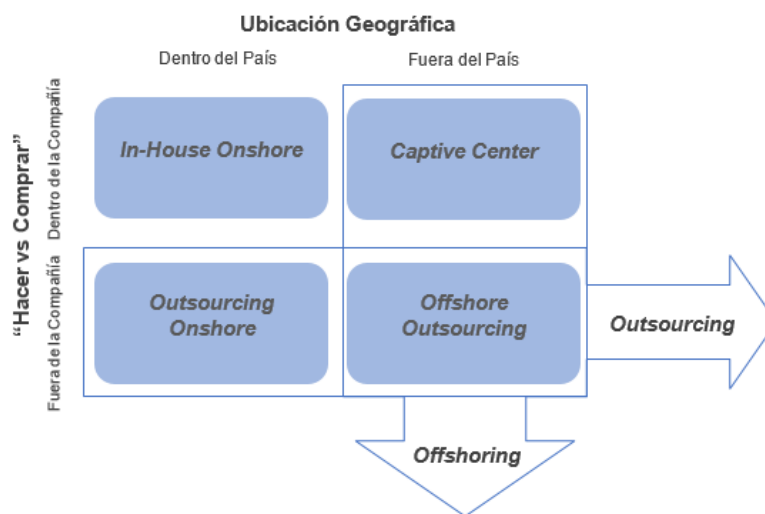 Ubicación Geográfica
Dentro del País
Fuera del País
“Hacer vs Comprar”
Dentro de la Compañía
In-House Onshore
Captive Center
Fuera de la Compañía
Outsourcing
Onshore
Offshore
Outsourcing
Outsourcing
Offshoring